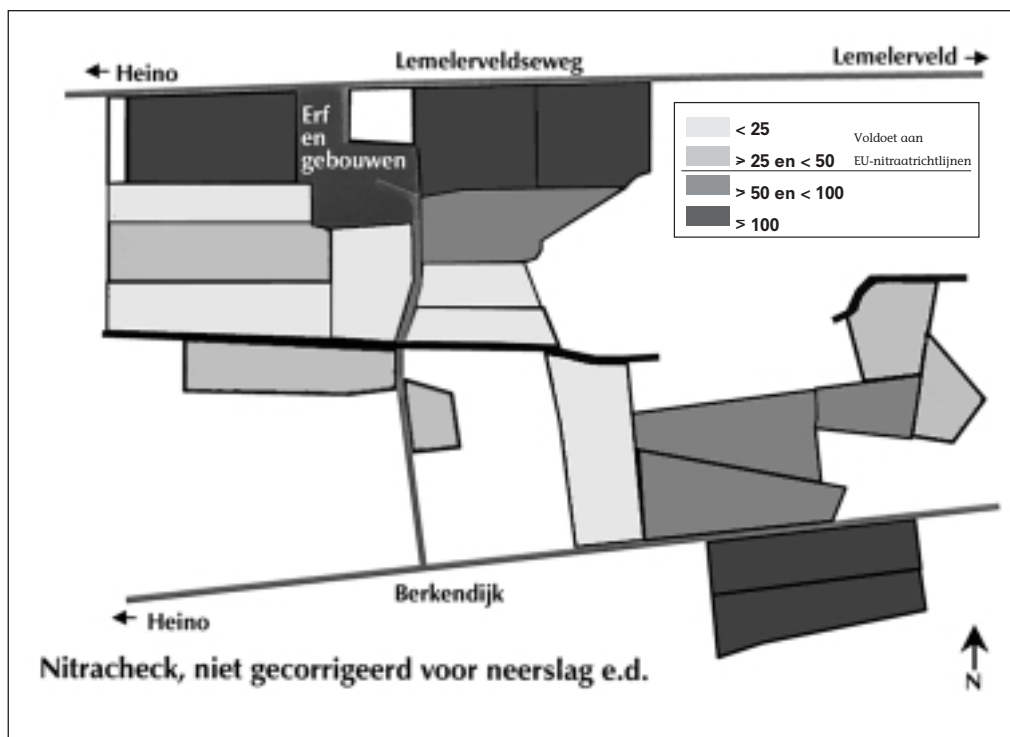 Lemelerveldseweg
Lemelerveld →
← Heino
Erf
en
gebouwen
< 25
Voldoet aan
> 25 en < 50
EU-nitraatrichtlijnen
> 50 en < 100
> 100
Berkendijk
← Heino
N
Nitracheck, niet gecorrigeerd voor neerslag e.d.